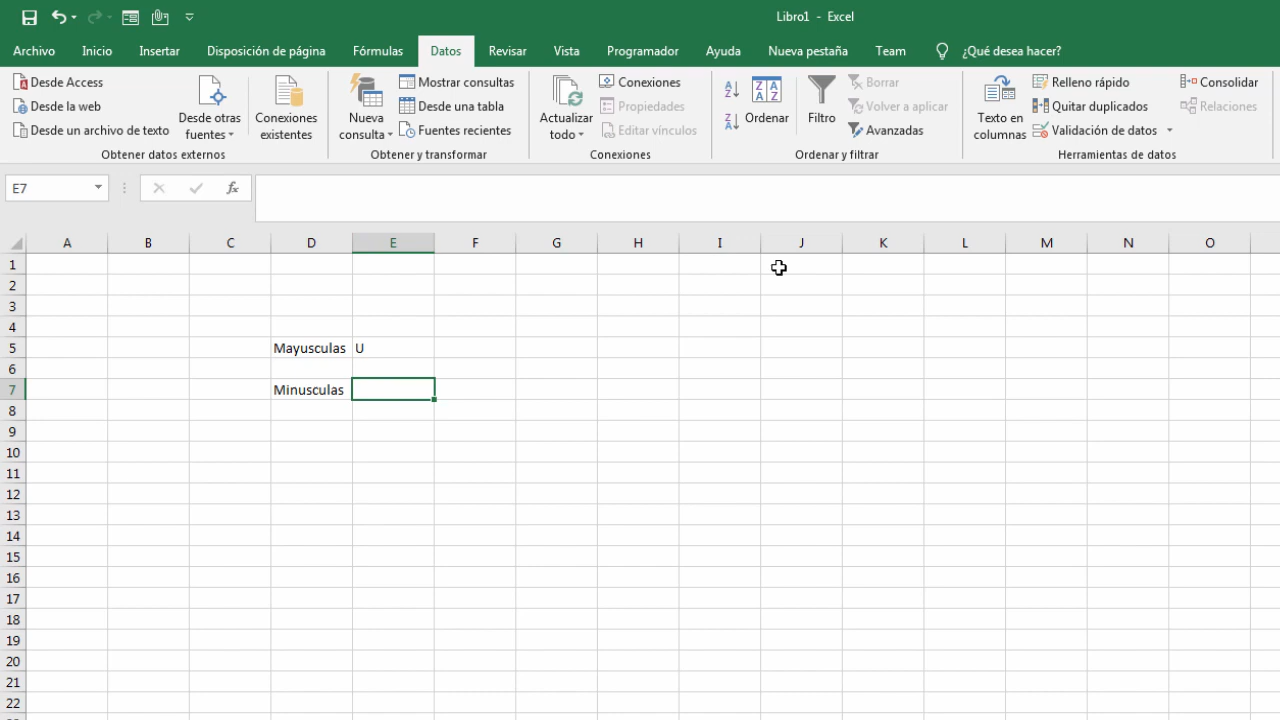 Libro1 - Excel
Archivo Inicio Insertar Disposición de página Fórmulas Datos Revisar Vista Programador Ayuda Nueva pestaña Team ¿Qué desea hacer?
Desde Access
Desde la web
Desde un archivo de texto
Desde otras
fuentes
Conexiones
existentes
Obtener datos externos
Nueva
consulta
Mostrar consultas
Desde una tabla
Fuentes recientes
Obtener y transformar
Actualizar
todo
Conexiones
Propiedades
Editar vínculos
Conexiones
A
Z
Z
A
Z A
A Z
Ordenar
Filtro
Borrar
Volver a aplicar
Avanzadas
Ordenar y filtrar
Texto en
columnas
Relleno rápido
Quitar duplicados
Validación de datos
Consolidar
Relaciones
Herramientas de datos
E7
fx
A B C D E F G H I J K L M N O
1
2
3
4
5 Mayusculas U
6
7 Minusculas
8
9
10
11
12
13
14
15
16
17
18
19
20
21
22